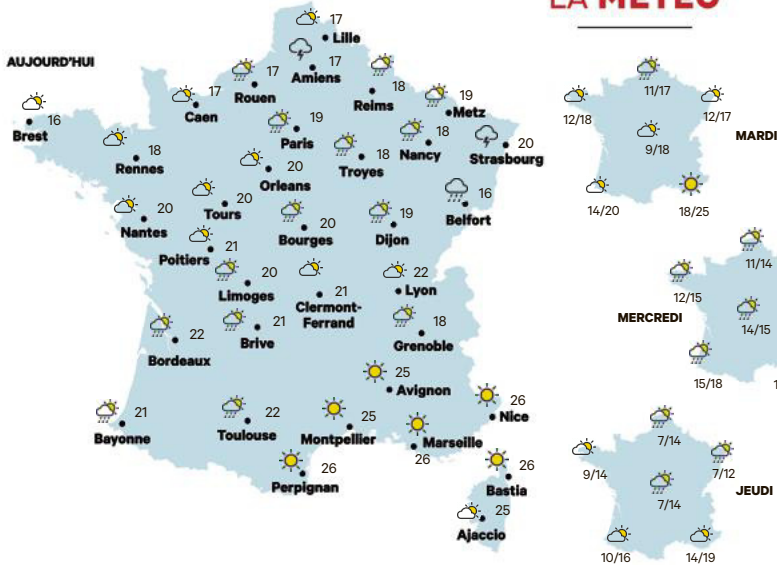 LA MÉTÉO
AUJOURD'HUI
17
Lille
17
Amiens
17
Rouen
18
Reims
17
Caen
19
Metz
16
Brest
19
Paris
18
Nancy
20
Strasbourg
18
Rennes
18
Troyes
20
Orleans
20
Nantes
20
Tours
20
Bourges
19
Dijon
16
Belfort
21
Poitiers
20
Limoges
21
Clermont-
Ferrand
22
Lyon
21
Brive
18
Grenoble
22
Bordeaux
25
Avignon
26
Nice
21
Bayonne
22
Toulouse
25
Montpellier
Marseille
26
26
Perpignan
26
Bastia
25
Ajaccio
11/17
12/18
12/17
MARDI
9/18
14/20
18/25
11/14
12/15
MERCREDI
14/15
15/18
7/14
9/14
7/12
7/14
JEUDI
10/16
14/19